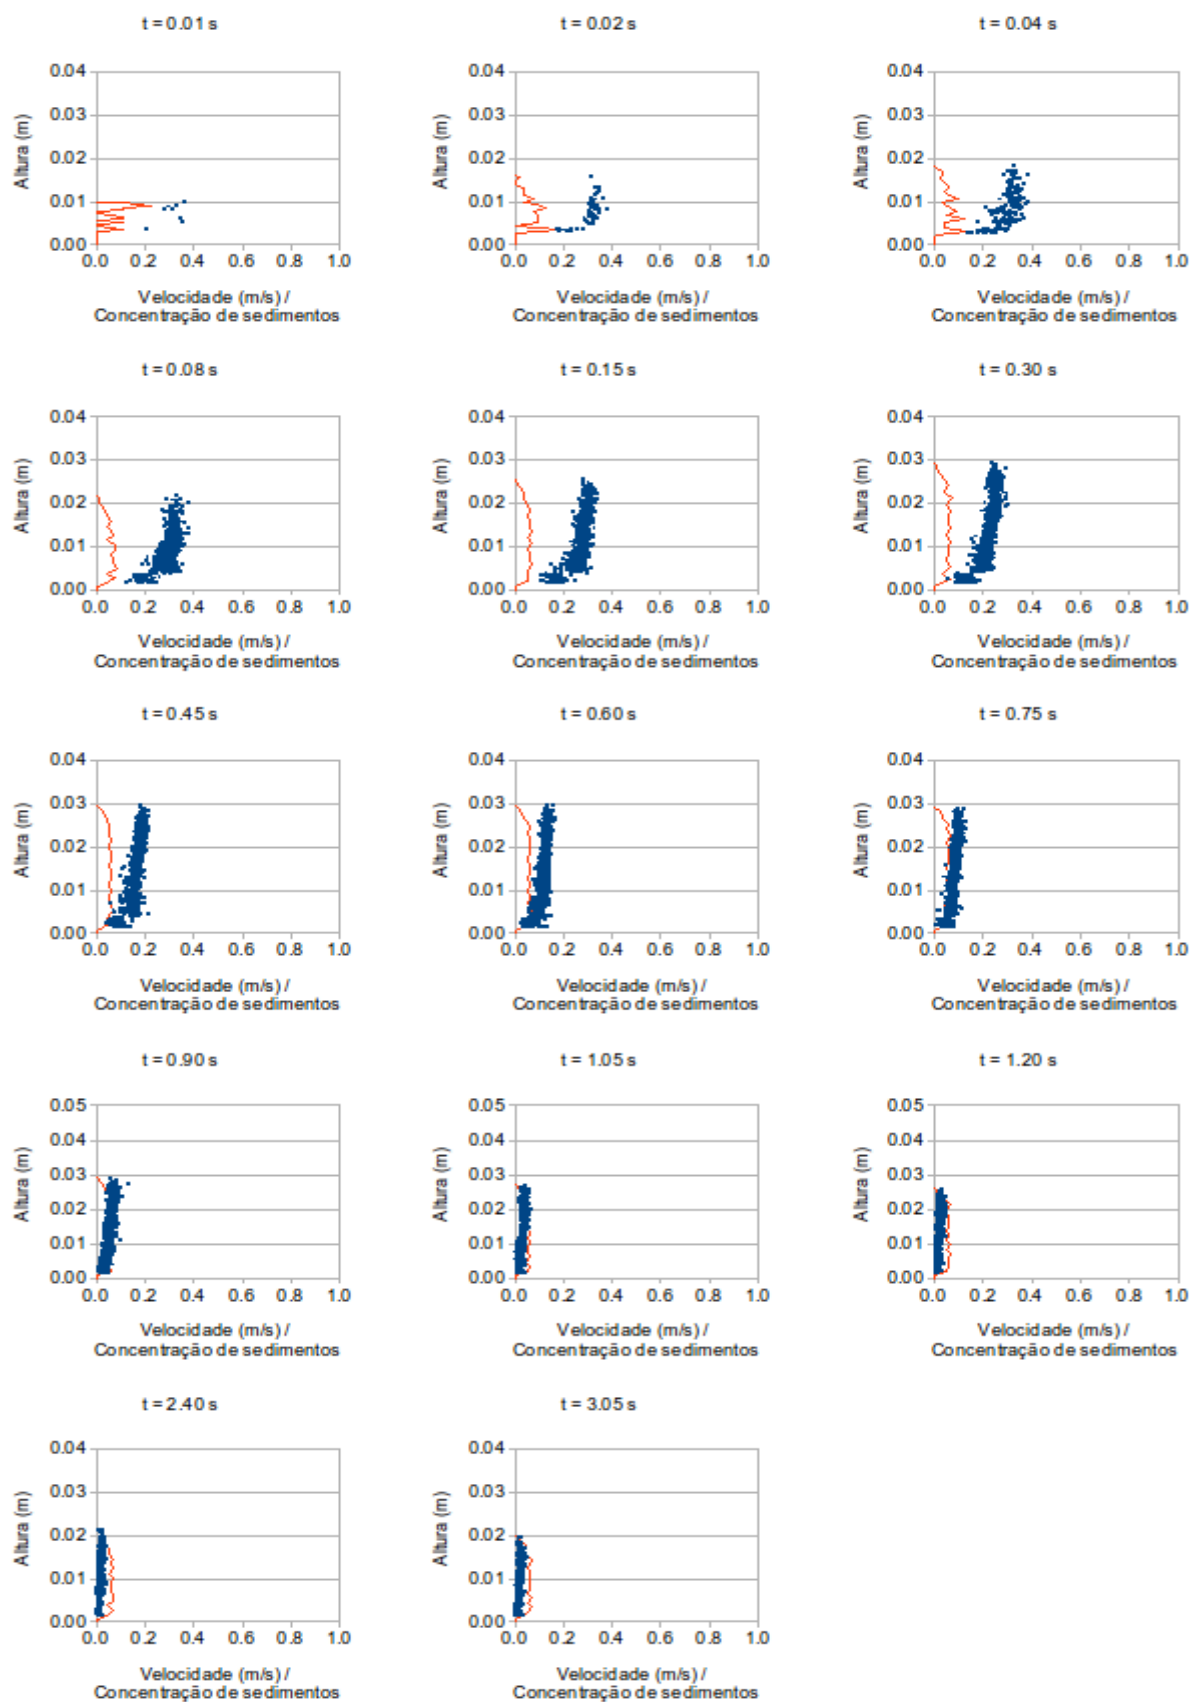 t = 0.01 s
t = 0.02 s
t = 0.04 s
Altura (m)
0.04
0.03
0.02
0.01
0.00
0.0 0.2 0.4 0.6 0.8 1.0
Velocidade (m/s) /
Concentração de sedimentos
Altura (m)
0.04
0.03
0.02
0.01
0.00
0.0 0.2 0.4 0.6 0.8 1.0
Velocidade (m/s) /
Concentração de sedimentos
Altura (m)
0.04
0.03
0.02
0.01
0.00
0.0 0.2 0.4 0.6 0.8 1.0
Velocidade (m/s) /
Concentração de sedimentos
t = 0.08 s
t = 0.15 s
t = 0.30 s
Altura (m)
0.04
0.03
0.02
0.01
0.00
0.0 0.2 0.4 0.6 0.8 1.0
Velocidade (m/s) /
Concentração de sedimentos
Altura (m)
0.04
0.03
0.02
0.01
0.00
0.0 0.2 0.4 0.6 0.8 1.0
Velocidade (m/s) /
Concentração de sedimentos
Altura (m)
0.04
0.03
0.02
0.01
0.00
0.0 0.2 0.4 0.6 0.8 1.0
Velocidade (m/s) /
Concentração de sedimentos
t = 0.45 s
t = 0.60 s
t = 0.75 s
Altura (m)
0.04
0.03
0.02
0.01
0.00
0.0 0.2 0.4 0.6 0.8 1.0
Velocidade (m/s) /
Concentração de sedimentos
Altura (m)
0.04
0.03
0.02
0.01
0.00
0.0 0.2 0.4 0.6 0.8 1.0
Velocidade (m/s) /
Concentração de sedimentos
Altura (m)
0.04
0.03
0.02
0.01
0.00
0.0 0.2 0.4 0.6 0.8 1.0
Velocidade (m/s) /
Concentração de sedimentos
t = 0.90 s
t = 1.05 s
t = 1.20 s
Altura (m)
0.05
0.04
0.03
0.02
0.01
0.00
0.0 0.2 0.4 0.6 0.8 1.0
Velocidade (m/s) /
Concentração de sedimentos
Altura (m)
0.05
0.04
0.03
0.02
0.01
0.00
0.0 0.2 0.4 0.6 0.8 1.0
Velocidade (m/s) /
Concentração de sedimentos
Altura (m)
0.05
0.04
0.03
0.02
0.01
0.00
0.0 0.2 0.4 0.6 0.8 1.0
Velocidade (m/s) /
Concentração de sedimentos
t = 2.40 s
t = 3.05 s
Altura (m)
0.04
0.03
0.02
0.01
0.00
0.0 0.2 0.4 0.6 0.8 1.0
Velocidade (m/s) /
Concentração de sedimentos
Altura (m)
0.04
0.03
0.02
0.01
0.00
0.0 0.2 0.4 0.6 0.8 1.0
Velocidade (m/s) /
Concentração de sedimentos